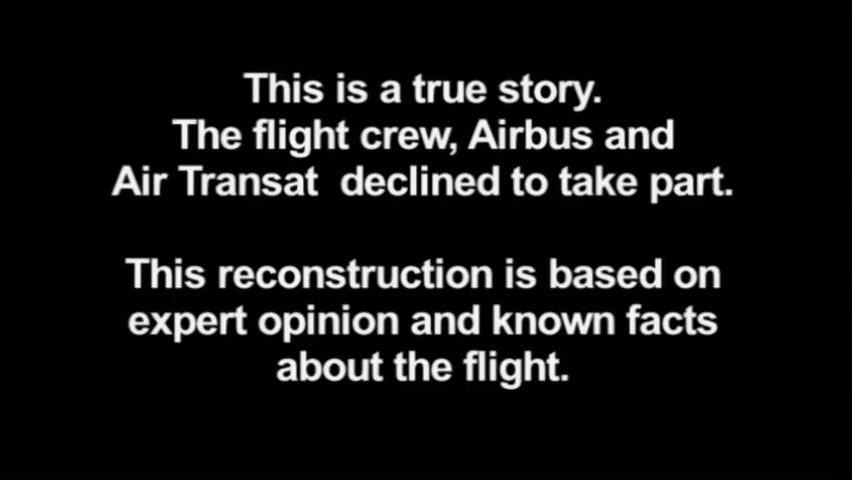 This is a true story.
The flight crew, Airbus and
Air Transat  declined to take part.
This reconstruction is based on
expert opinion and known facts
about the flight.